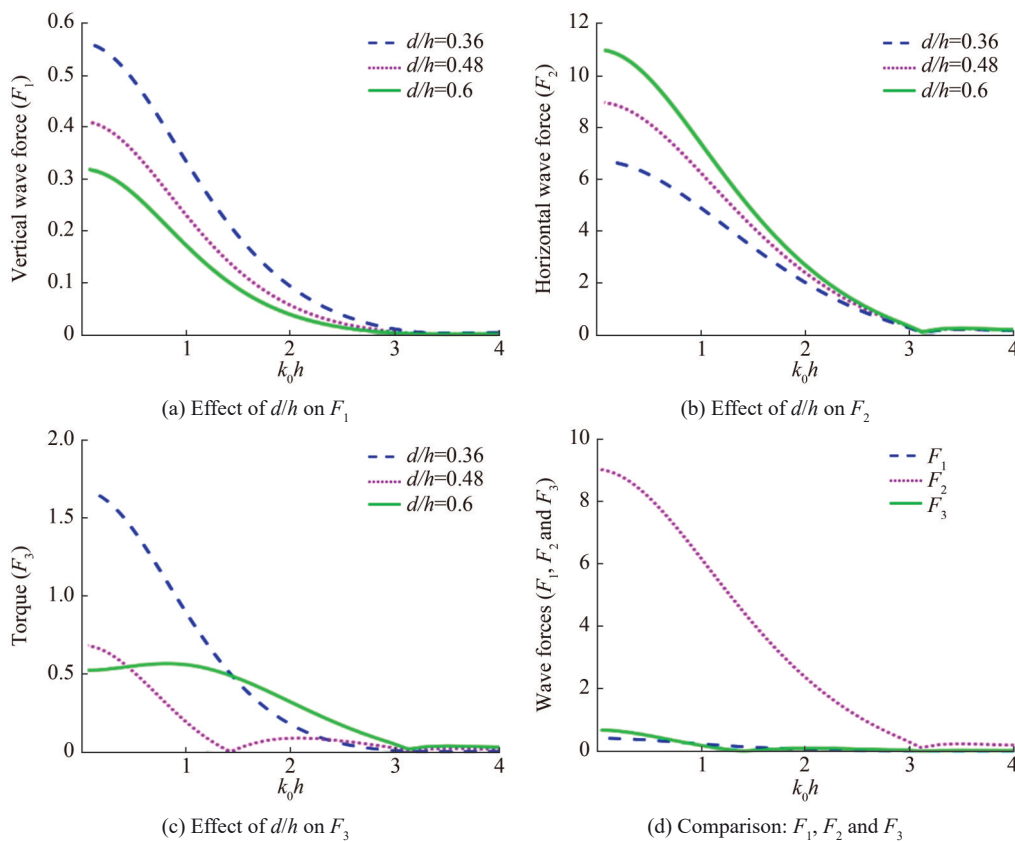 0.6
0.5
0.4
0.3
0.2
0.1
0
Vertical wave force (F₁)
d/h=0.36
d/h=0.48
d/h=0.6
1 2 3 4
k₀h
(a) Effect of d/h on F₁
12
10
8
6
4
2
0
Horizontal wave force (F₂)
d/h=0.36
d/h=0.48
d/h=0.6
1 2 3 4
k₀h
(b) Effect of d/h on F₂
2.0
1.5
1.0
0.5
0
Torque (F₃)
d/h=0.36
d/h=0.48
d/h=0.6
1 2 3 4
k₀h
(c) Effect of d/h on F₃
10
8
6
4
2
0
Wave forces (F₁, F₂ and F₃)
F₁
F₂
F₃
1 2 3 4
k₀h
(d) Comparison: F₁, F₂ and F₃